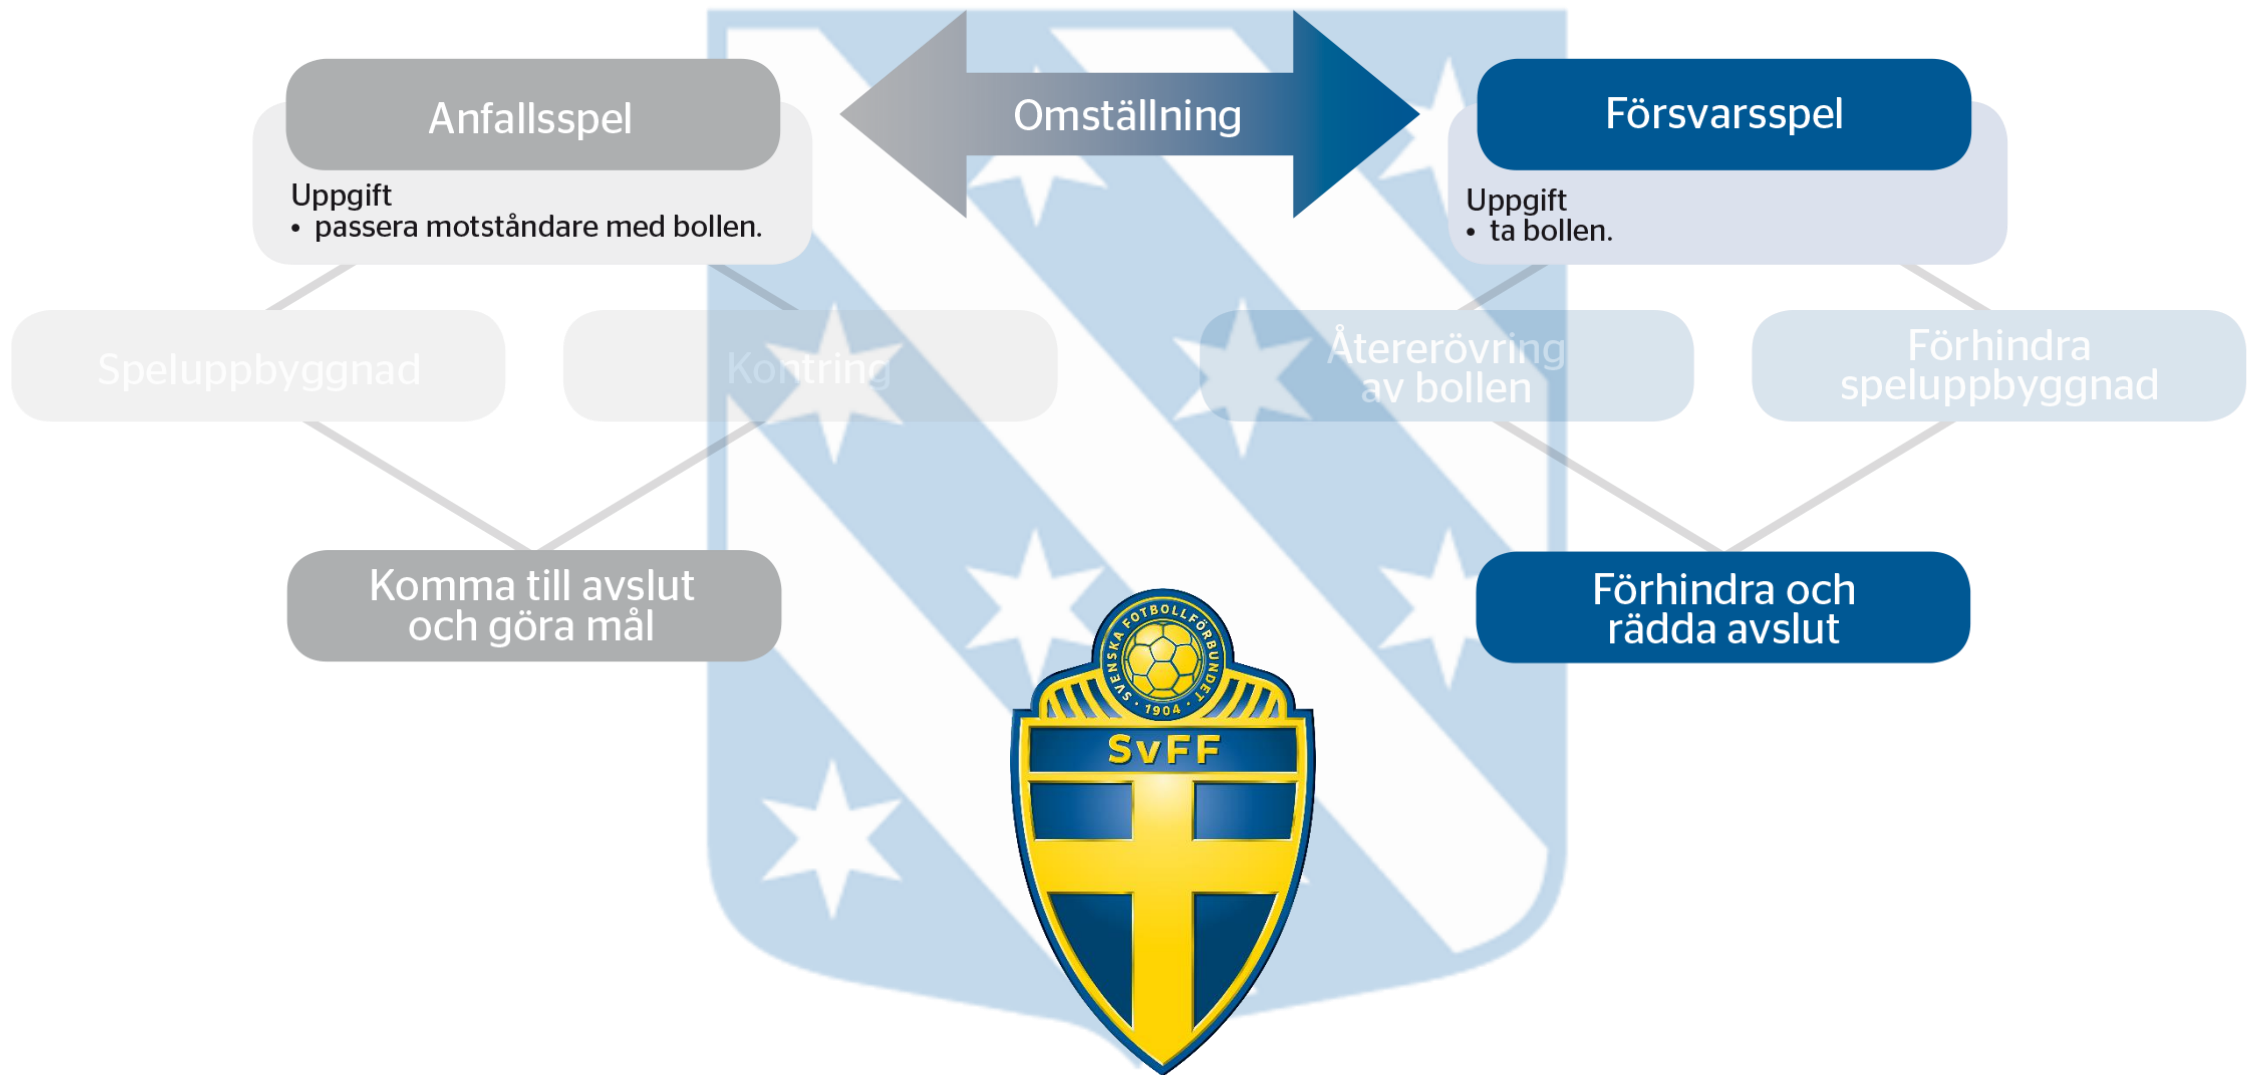 Anfallsspel
Uppgift
• passera motståndare med bollen.
Omställning
Försvarsspel
Uppgift
• ta bollen.
Speluppbyggnad
Kontring
Återerövring
av bollen
Förhindra
speluppbyggnad
Komma till avslut
och göra mål
Förhindra och
rädda avslut
SVENSKA FOTBOLLFÖRBUNDET
· 1904 ·
SvFF